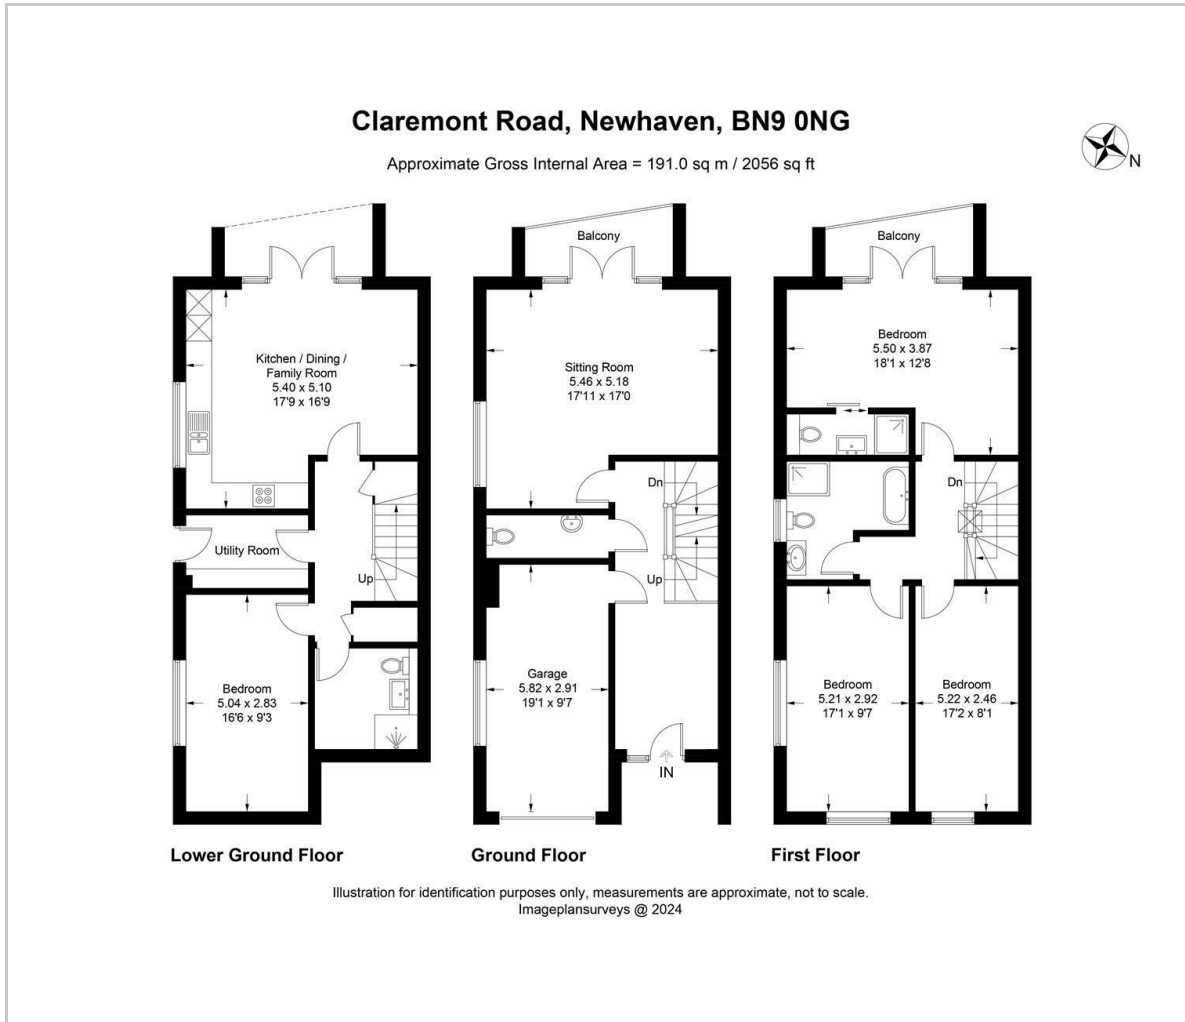 Claremont Road, Newhaven, BN9 0NG
Approximate Gross Internal Area = 191.0 sq m / 2056 sq ft
N
Kitchen / Dining /
Family Room
5.40 x 5.10
17'9 x 16'9
Utility Room
Up
Bedroom
5.04 x 2.83
16'6 x 9'3
Lower Ground Floor
Balcony
Sitting Room
5.46 x 5.18
17'11 x 17'0
Dn
Up
Garage
5.82 x 2.91
19'1 x 9'7
IN
Ground Floor
Balcony
Bedroom
5.50 x 3.87
18'1 x 12'8
Dn
Bedroom
5.21 x 2.92
17'1 x 9'7
Bedroom
5.22 x 2.46
17'2 x 8'1
First Floor
Illustration for identification purposes only, measurements are approximate, not to scale.
Imageplansurveys @ 2024